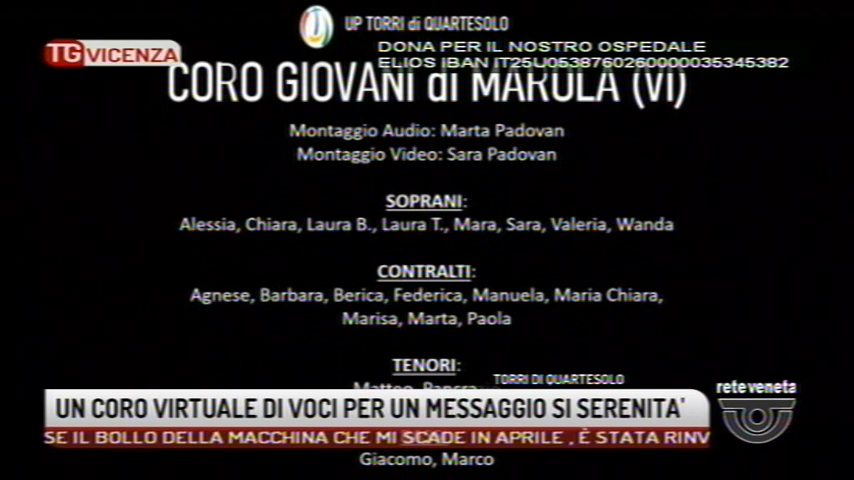 UP TORRI di QUARTESOLO
TG VICENZA
DONA PER IL NOSTRO OSPEDALE
ELIOS IBAN IT25U0538760260000035345382
CORO GIOVANI di MAROLA (VI)
Montaggio Audio: Marta Padovan
Montaggio Video: Sara Padovan
SOPRANI:
Alessia, Chiara, Laura B., Laura T., Mara, Sara, Valeria, Wanda
CONTRALTI:
Agnese, Barbara, Berica, Federica, Manuela, Maria Chiara,
Marisa, Marta, Paola
TENORI:
TORRI DI QUARTESOLO
reteveneta
UN CORO VIRTUALE DI VOCI PER UN MESSAGGIO SI SERENITA'
SE IL BOLLO DELLA MACCHINA CHE MI SCADE IN APRILE , È STATA RINV
Giacomo, Marco